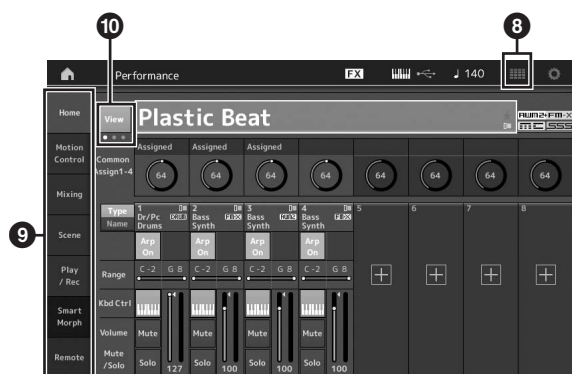 10
8
Performance
FX
140
Home
View
Plastic Beat
AWM2+FM-X
Motion
Control
Common
Assign1-4
Assigned
Assigned
Assigned
64
64
64
64
64
64
64
64
Mixing
Type
Name
1
Dr/Pc
Drums
2
Bass
Synth
3
Bass
Synth
4
Bass
Synth
5
6
7
8
9
Scene
Arp
On
Arp
On
Arp
On
Play
/ Rec
Range
C -2
G 8
C -2
G 8
C -2
G 8
C -2
G 8
Smart
Morph
Kbd Ctrl
Volume
Mute
Mute
Mute
Mute
Remote
Mute
/Solo
Solo
127
Solo
100
Solo
100
Solo
100